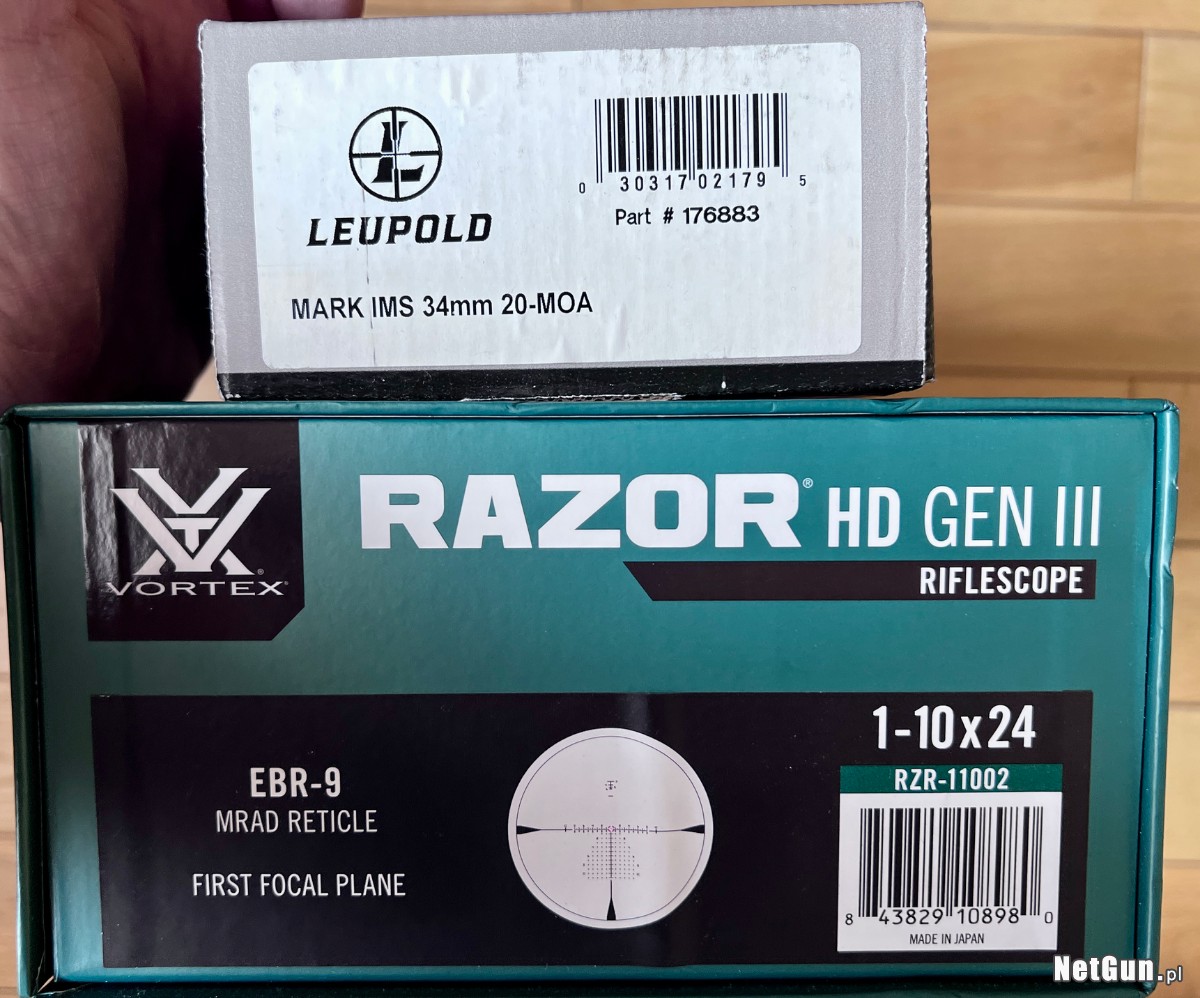 LEUPOLD
0 30317 02179 5
Part # 176883
MARK IMS 34mm 20-MOA
VORTEX®
RAZOR® HD GEN III
RIFLESCOPE
EBR-9
MRAD RETICLE
FIRST FOCAL PLANE
1-10x24
RZR-11002
8 43829 10898 0
MADE IN JAPAN
NetGun.pl